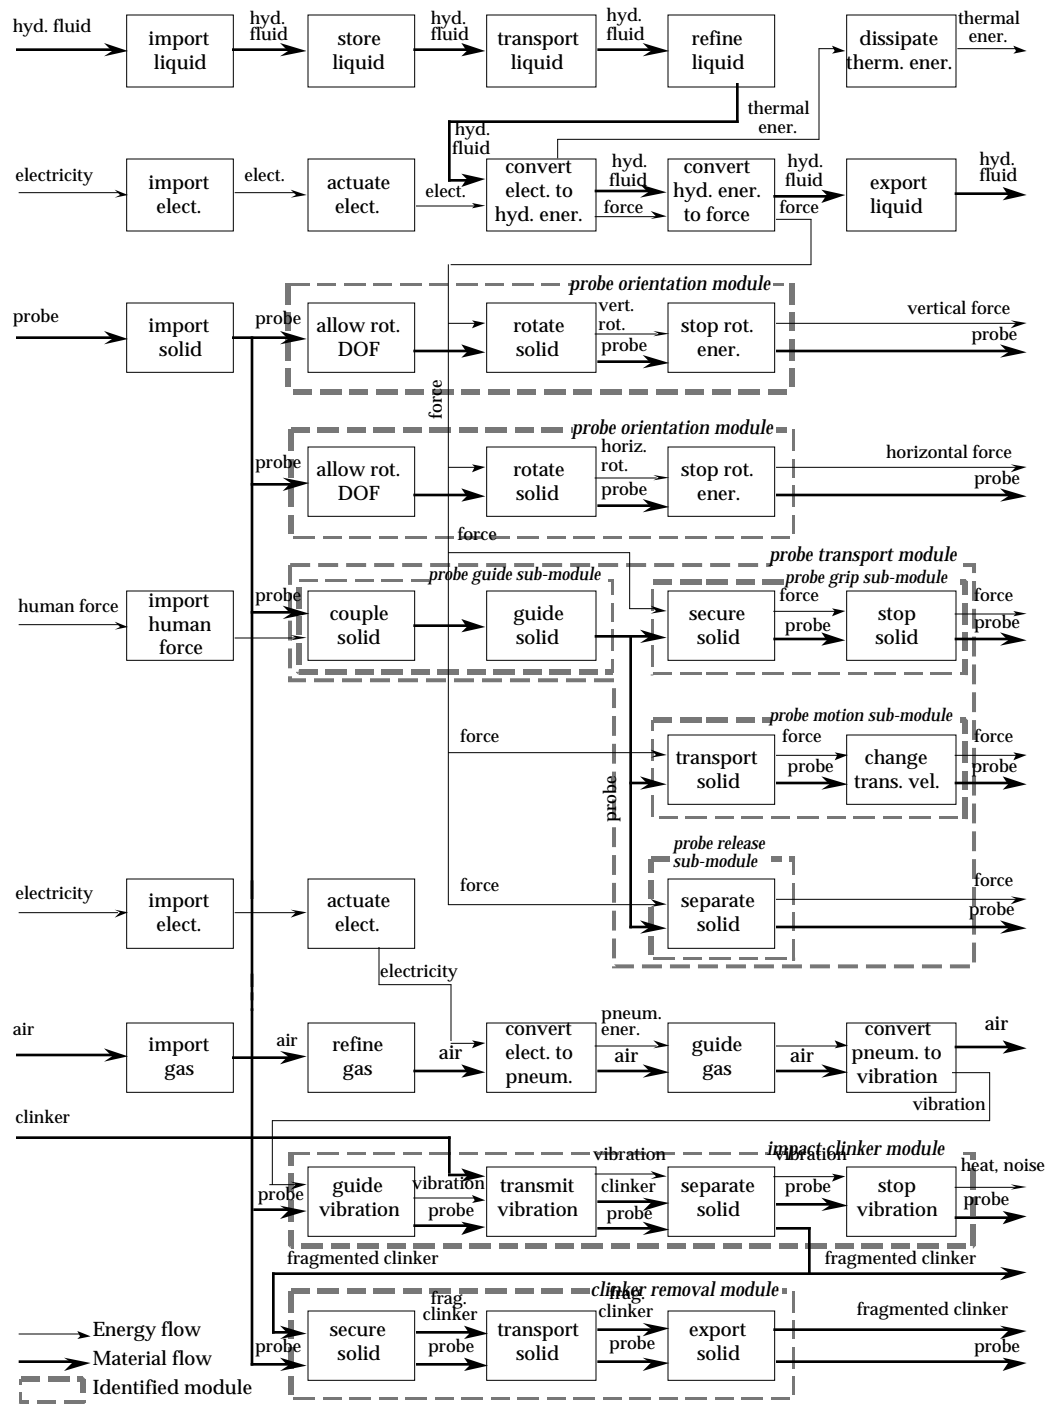 hyd. fluid
import
liquid
hyd.
fluid
store
liquid
hyd.
fluid
transport
liquid
hyd.
fluid
refine
liquid
dissipate
therm. ener.
thermal
ener.
thermal
ener.
hyd.
fluid
electricity
import
elect.
elect.
actuate
elect.
elect.
convert
elect. to
hyd. ener.
hyd.
fluid
force
convert
hyd. ener.
to force
hyd.
fluid
force
export
liquid
hyd.
fluid
probe orientation module
probe
import
solid
probe
allow rot.
DOF
rotate
solid
vert.
rot.
probe
stop rot.
ener.
vertical force
probe
force
probe orientation module
probe
allow rot.
DOF
rotate
solid
horiz.
rot.
probe
stop rot.
ener.
horizontal force
probe
force
probe transport module
probe guide sub-module
probe grip sub-module
human force
import
human
force
probe
couple
solid
guide
solid
secure
solid
force
probe
stop
solid
force
probe
probe motion sub-module
force
transport
solid
force
probe
change
trans. vel.
force
probe
probe
probe release
sub-module
electricity
import
elect.
actuate
elect.
force
separate
solid
force
probe
electricity
air
import
gas
air
refine
gas
air
convert
elect. to
pneum.
pneum.
ener.
air
guide
gas
air
convert
pneum. to
vibration
air
vibration
clinker
impact clinker module
probe
guide
vibration
vibration
probe
transmit
vibration
vibration
clinker
probe
separate
solid
vibration
probe
stop
vibration
heat, noise
probe
fragmented clinker
fragmented clinker
clinker removal module
probe
secure
solid
frag.
clinker
probe
transport
solid
frag.
clinker
probe
export
solid
fragmented clinker
probe
Energy flow
Material flow
Identified module